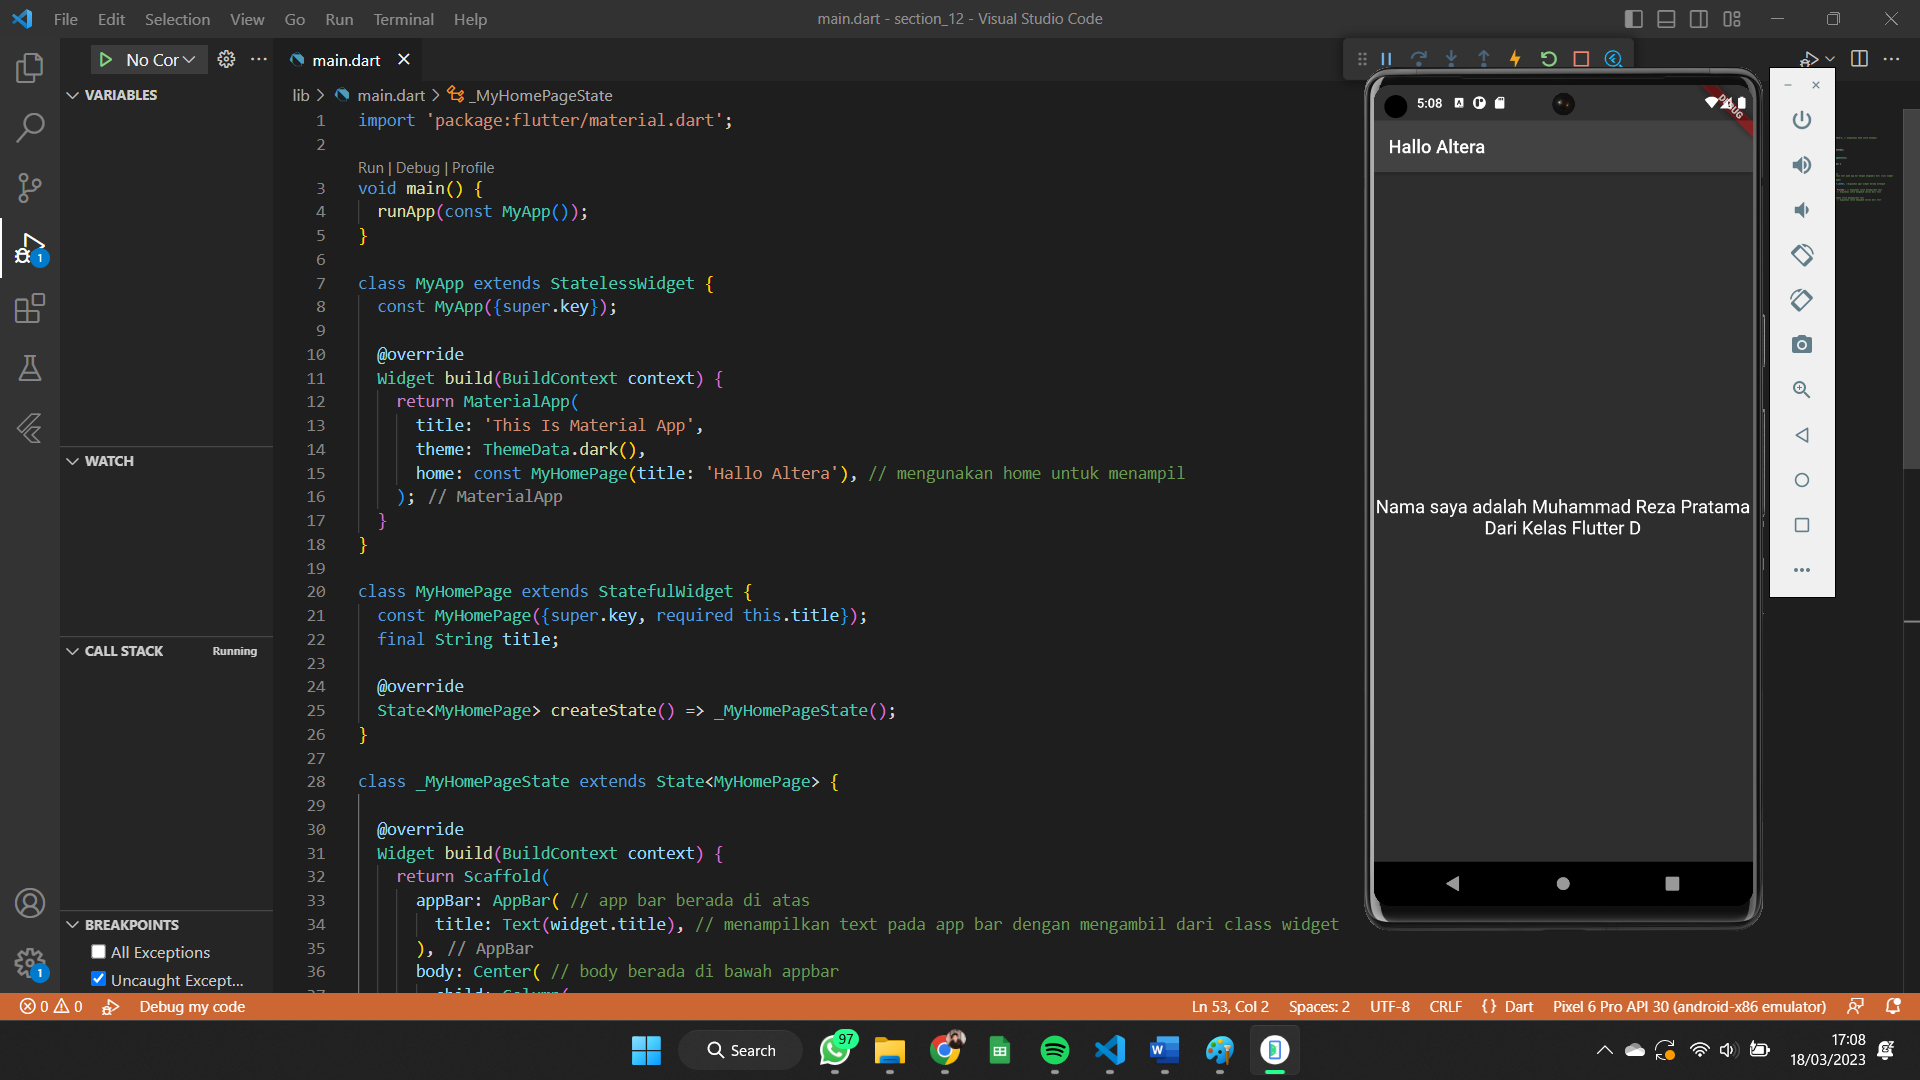 File Edit Selection View Go Run Terminal Help
main.dart - section_12 - Visual Studio Code
No Cor
main.dart
VARIABLES
WATCH
CALL STACK Running
BREAKPOINTS
All Exceptions
Uncaught Except...
lib > main.dart > _MyHomePageState
1 import 'package:flutter/material.dart';
2
Run | Debug | Profile
3 void main() {
4 runApp(const MyApp());
5 }
6
7 class MyApp extends StatelessWidget {
8 const MyApp({super.key});
9
10 @override
11 Widget build(BuildContext context) {
12 return MaterialApp(
13 title: 'This Is Material App',
14 theme: ThemeData.dark(),
15 home: const MyHomePage(title: 'Hallo Altera'), // mengunakan home untuk menampil
16 ); // MaterialApp
17 }
18 }
19
20 class MyHomePage extends StatefulWidget {
21 const MyHomePage({super.key, required this.title});
22 final String title;
23
24 @override
25 State<MyHomePage> createState() => _MyHomePageState();
26 }
27
28 class _MyHomePageState extends State<MyHomePage> {
29
30 @override
31 Widget build(BuildContext context) {
32 return Scaffold(
33 appBar: AppBar( // app bar berada di atas
34 title: Text(widget.title), // menampilkan text pada app bar dengan mengambil dari class widget
35 ), // AppBar
36 body: Center( // body berada di bawah appbar
37 child: Column(
5:08
DEBUG
Hallo Altera
Nama saya adalah Muhammad Reza Pratama
Dari Kelas Flutter D
0 0 Debug my code
Ln 53, Col 2 Spaces: 2 UTF-8 CRLF {} Dart Pixel 6 Pro API 30 (android-x86 emulator)
Search
97
17:08
18/03/2023